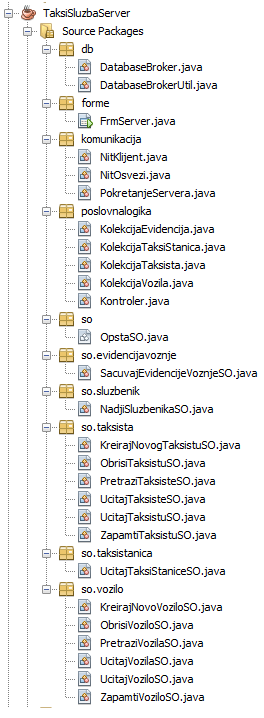 TaksiSluzbaServer
Source Packages
db
DatabaseBroker.java
DatabaseBrokerUtil.java
forme
FrmServer.java
komunikacija
NitKlijent.java
NitOsvezi.java
PokretanjeServera.java
poslovnalogika
KolekcijaEvidencija.java
KolekcijaTaksiStanica.java
KolekcijaTaksista.java
KolekcijaVozila.java
Kontroler.java
so
OpstaSO.java
so.evidencijavoznje
SacuvajEvidencijeVoznjeSO.java
so.sluzbenik
NadjiSluzbenikaSO.java
so.taksista
KreirajNovogTaksistuSO.java
ObrisiTaksistuSO.java
PretraziTaksisteSO.java
UcitajTaksisteSO.java
UcitajTaksistuSO.java
ZapamtiTaksistuSO.java
so.taksistanica
UcitajTaksiStaniceSO.java
so.vozilo
KreirajNovoVoziloSO.java
ObrisiVoziloSO.java
PretraziVozilaSO.java
UcitajVozilaSO.java
UcitajVoziloSO.java
ZapamtiVoziloSO.java